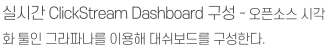 실시간 ClickStream Dashboard 구성 - 오픈소스 시각
화 툴인 그라파나를 이용해 대쉬보드를 구성한다.